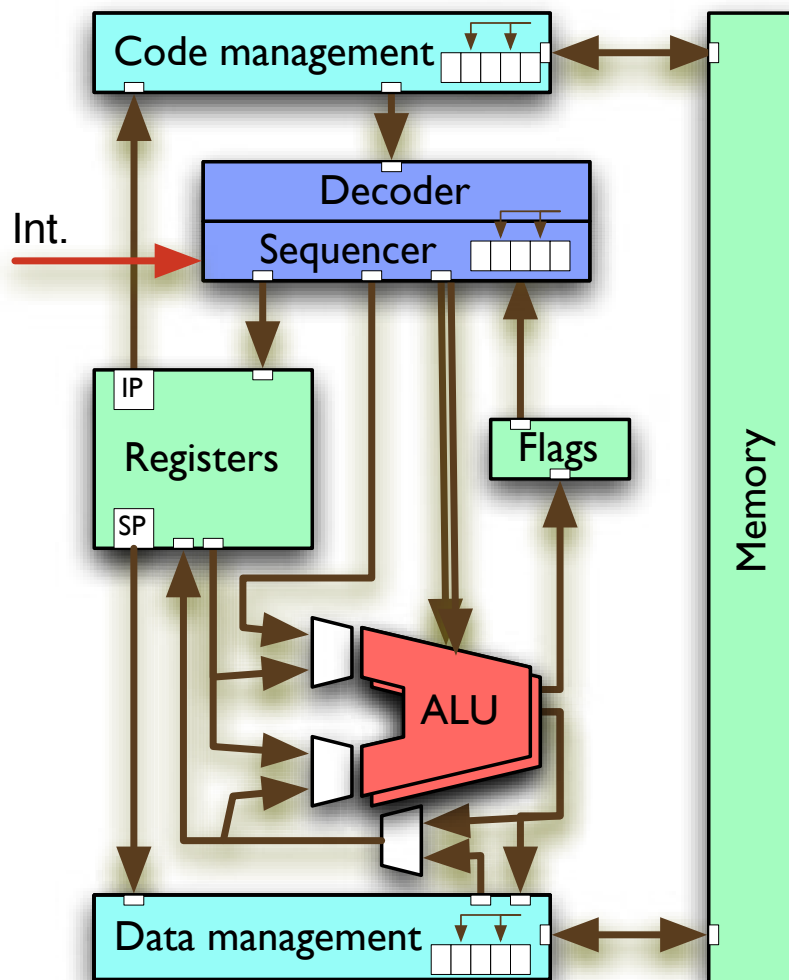 Code management
Decoder
Int.
Sequencer
IP
Registers
Flags
Memory
SP
ALU
Data management